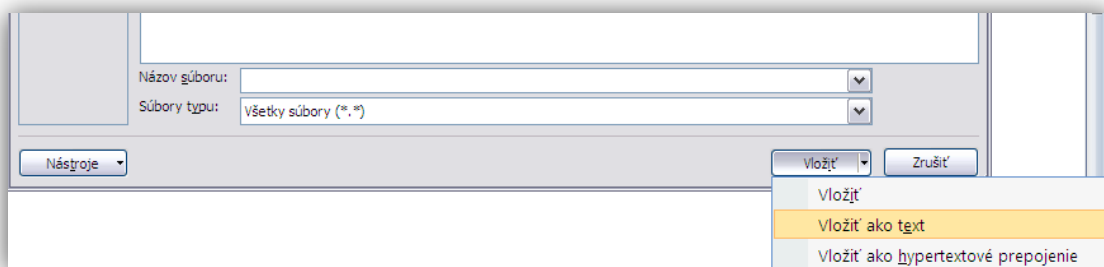 Názov súboru:
Súbory typu: Všetky súbory (*.*)
Nástroje Vložiť Zrušiť
Vložiť
Vložiť ako text
Vložiť ako hypertextové prepojenie